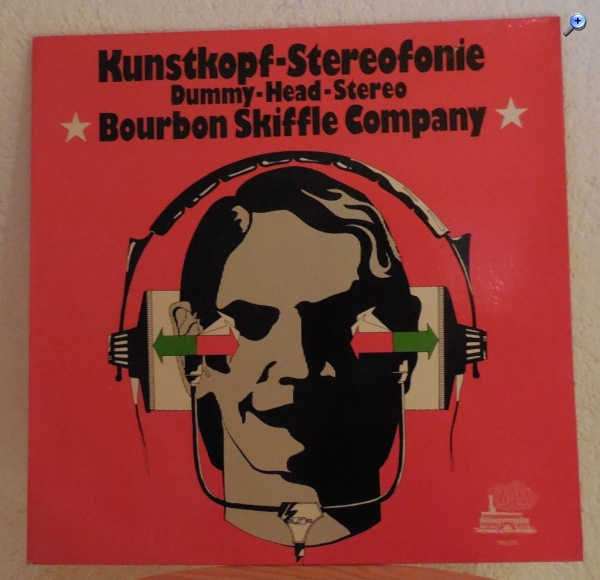 Kunstkopf-Stereofonie
Dummy-Head-Stereo
Bourbon Skiffle Company